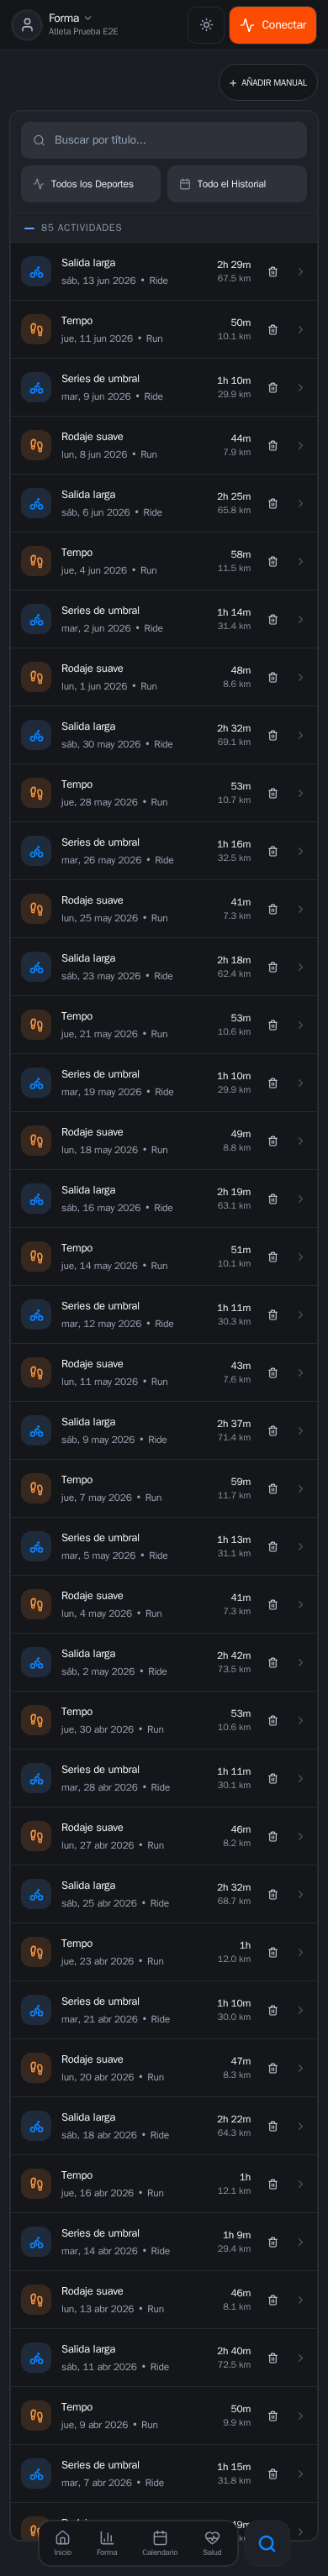 Forma
Atleta Prueba E2E
Conectar
+ AÑADIR MANUAL
Buscar por título...
Todos los Deportes
Todo el Historial
85 ACTIVIDADES
Salida larga 2h 29m
sáb, 13 jun 2026 • Ride 67.5 km
Tempo 50m
jue, 11 jun 2026 • Run 10.1 km
Series de umbral 1h 10m
mar, 9 jun 2026 • Ride 29.9 km
Rodaje suave 44m
lun, 8 jun 2026 • Run 7.9 km
Salida larga 2h 25m
sáb, 6 jun 2026 • Ride 65.8 km
Tempo 58m
jue, 4 jun 2026 • Run 11.5 km
Series de umbral 1h 14m
mar, 2 jun 2026 • Ride 31.4 km
Rodaje suave 48m
lun, 1 jun 2026 • Run 8.6 km
Salida larga 2h 32m
sáb, 30 may 2026 • Ride 69.1 km
Tempo 53m
jue, 28 may 2026 • Run 10.7 km
Series de umbral 1h 16m
mar, 26 may 2026 • Ride 32.5 km
Rodaje suave 41m
lun, 25 may 2026 • Run 7.3 km
Salida larga 2h 18m
sáb, 23 may 2026 • Ride 62.4 km
Tempo 53m
jue, 21 may 2026 • Run 10.6 km
Series de umbral 1h 10m
mar, 19 may 2026 • Ride 29.9 km
Rodaje suave 49m
lun, 18 may 2026 • Run 8.8 km
Salida larga 2h 19m
sáb, 16 may 2026 • Ride 63.1 km
Tempo 51m
jue, 14 may 2026 • Run 10.1 km
Series de umbral 1h 11m
mar, 12 may 2026 • Ride 30.3 km
Rodaje suave 43m
lun, 11 may 2026 • Run 7.6 km
Salida larga 2h 37m
sáb, 9 may 2026 • Ride 71.4 km
Tempo 59m
jue, 7 may 2026 • Run 11.7 km
Series de umbral 1h 13m
mar, 5 may 2026 • Ride 31.1 km
Rodaje suave 41m
lun, 4 may 2026 • Run 7.3 km
Salida larga 2h 42m
sáb, 2 may 2026 • Ride 73.5 km
Tempo 53m
jue, 30 abr 2026 • Run 10.6 km
Series de umbral 1h 11m
mar, 28 abr 2026 • Ride 30.1 km
Rodaje suave 46m
lun, 27 abr 2026 • Run 8.2 km
Salida larga 2h 32m
sáb, 25 abr 2026 • Ride 68.7 km
Tempo 1h
jue, 23 abr 2026 • Run 12.0 km
Series de umbral 1h 10m
mar, 21 abr 2026 • Ride 30.0 km
Rodaje suave 47m
lun, 20 abr 2026 • Run 8.3 km
Salida larga 2h 22m
sáb, 18 abr 2026 • Ride 64.3 km
Tempo 1h
jue, 16 abr 2026 • Run 12.1 km
Series de umbral 1h 9m
mar, 14 abr 2026 • Ride 29.4 km
Rodaje suave 46m
lun, 13 abr 2026 • Run 8.1 km
Salida larga 2h 40m
sáb, 11 abr 2026 • Ride 72.5 km
Tempo 50m
jue, 9 abr 2026 • Run 9.9 km
Series de umbral 1h 15m
mar, 7 abr 2026 • Ride 31.8 km
Inicio
Forma
Calendario
Salud